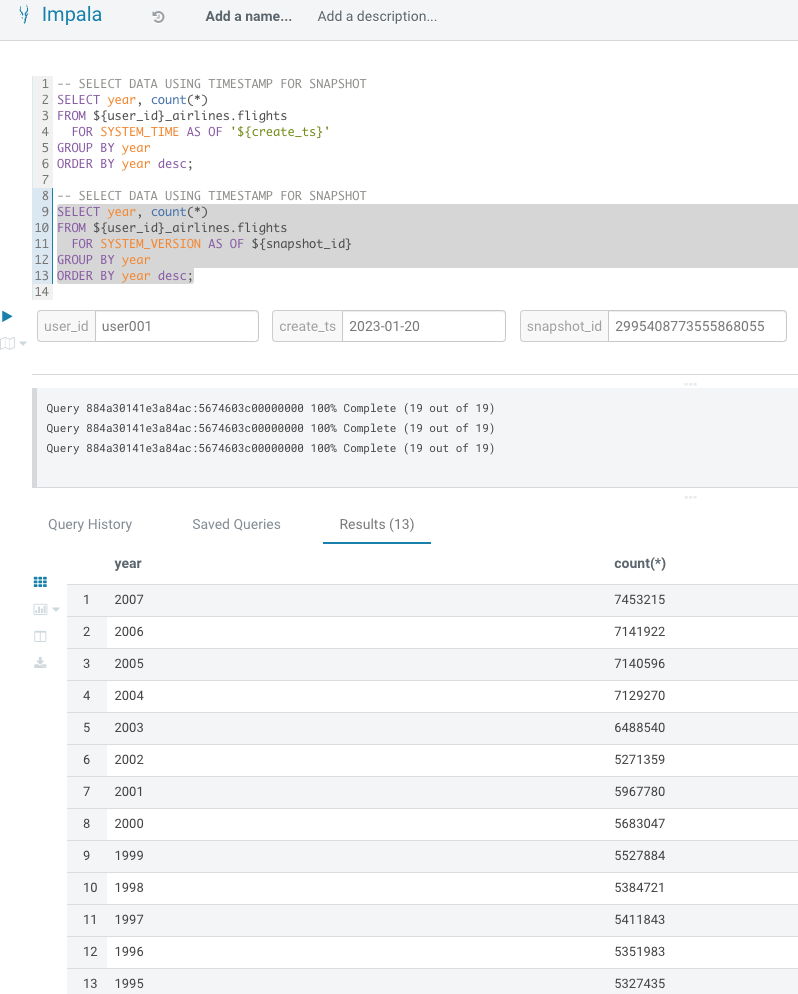 Impala Add a name... Add a description...
1 -- SELECT DATA USING TIMESTAMP FOR SNAPSHOT
2 SELECT year, count(*)
3 FROM ${user_id}_airlines.flights
4 FOR SYSTEM_TIME AS OF '${create_ts}'
5 GROUP BY year
6 ORDER BY year desc;
7
8 -- SELECT DATA USING TIMESTAMP FOR SNAPSHOT
9 SELECT year, count(*)
10 FROM ${user_id}_airlines.flights
11 FOR SYSTEM_VERSION AS OF ${snapshot_id}
12 GROUP BY year
13 ORDER BY year desc;
14
user_id user001 create_ts 2023-01-20 snapshot_id 2995408773555868055
Query 884a30141e3a84ac:5674603c00000000 100% Complete (19 out of 19)
Query 884a30141e3a84ac:5674603c00000000 100% Complete (19 out of 19)
Query 884a30141e3a84ac:5674603c00000000 100% Complete (19 out of 19)
Query History Saved Queries Results (13)
year count(*)
1 2007 7453215
2 2006 7141922
3 2005 7140596
4 2004 7129270
5 2003 6488540
6 2002 5271359
7 2001 5967780
8 2000 5683047
9 1999 5527884
10 1998 5384721
11 1997 5411843
12 1996 5351983
13 1995 5327435